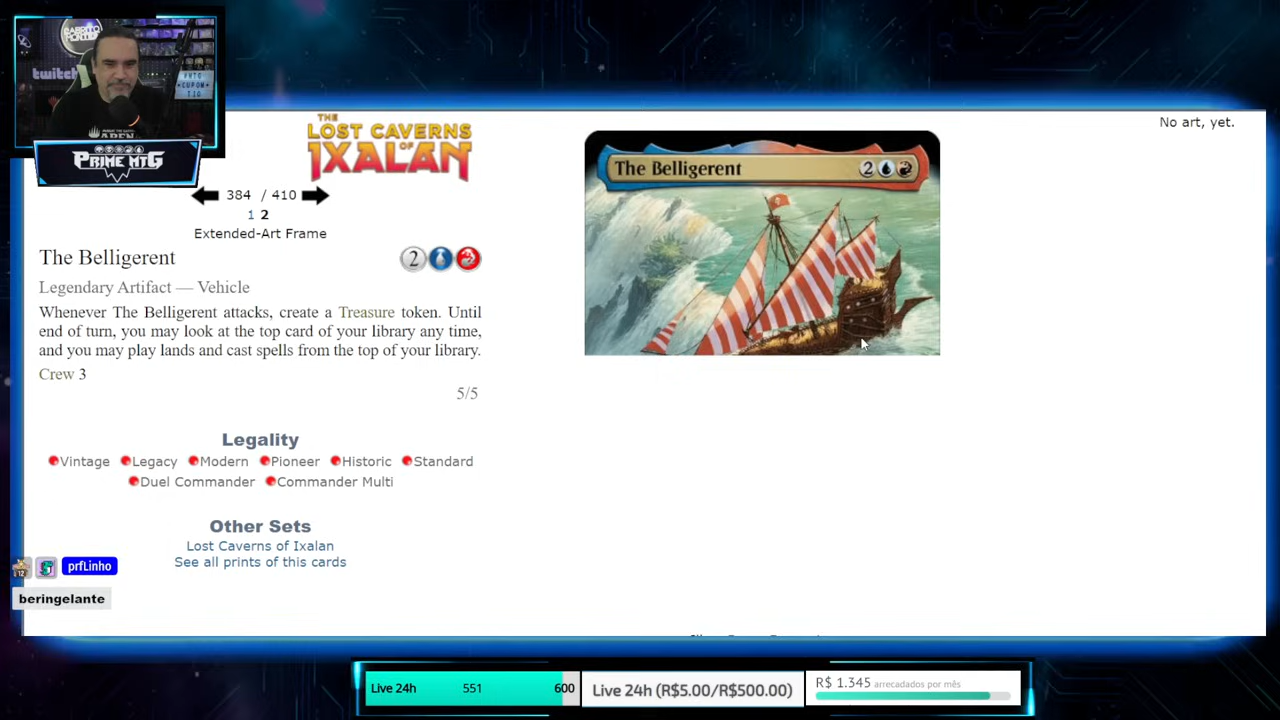 twitch
PRIME MTG
THE
LOST CAVERNS
OF
IXALAN
384 / 410
1 2
Extended-Art Frame
The Belligerent
2
Legendary Artifact — Vehicle
Whenever The Belligerent attacks, create a Treasure token. Until
end of turn, you may look at the top card of your library any time,
and you may play lands and cast spells from the top of your library.
Crew 3
5/5
Legality
Vintage Legacy Modern Pioneer Historic Standard
Duel Commander Commander Multi
Other Sets
Lost Caverns of Ixalan
See all prints of this cards
The Belligerent 2
No art, yet.
12 prfLinho
beringelante
Live 24h 551 600
Live 24h (R$5.00/R$500.00)
R$ 1.345 arrecadados por mês